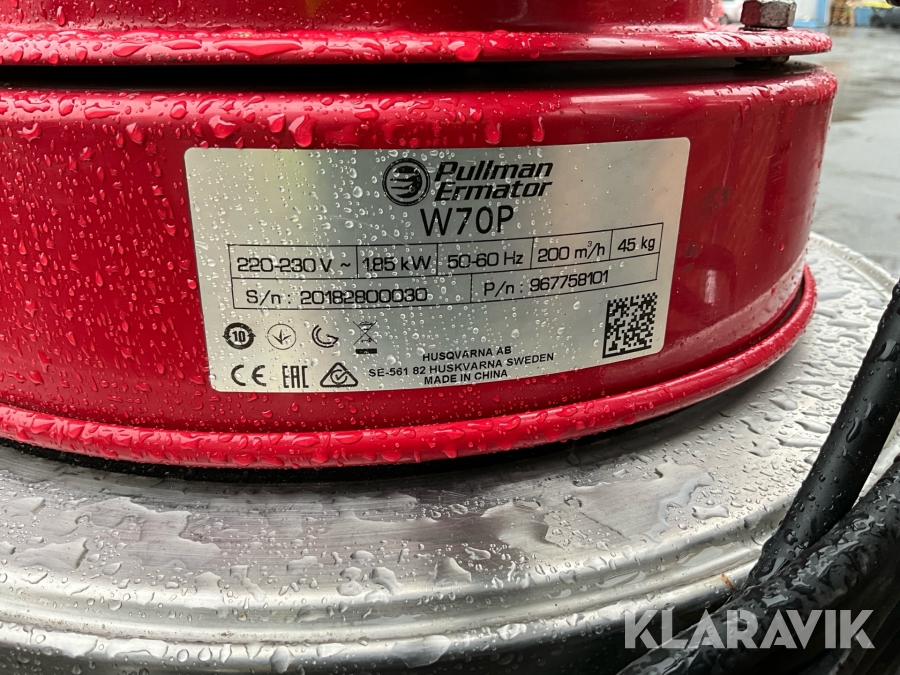 Pullman
Ermator
W70P
220-230 V ~ 1.85 kW 50-60 Hz 200 m³/h 45 kg
S/n : 20182800030 P/n : 967758101
10
CE EAC
HUSQVARNA AB
SE-561 82 HUSKVARNA SWEDEN
MADE IN CHINA
KLARAVIK